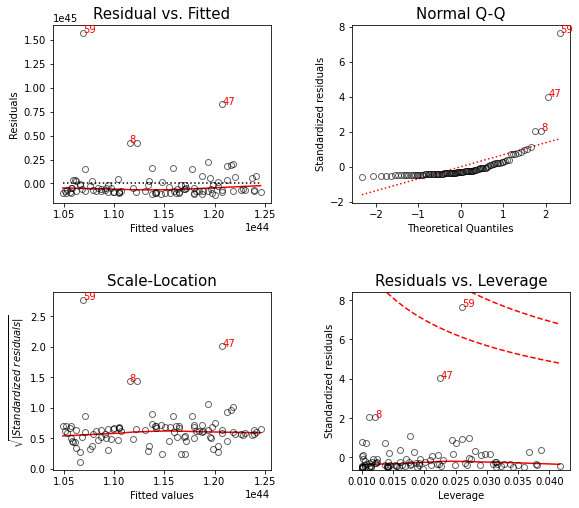 Residual vs. Fitted
1e45
1.50
1.25
1.00
0.75
0.50
0.25
0.00
Residuals
59
47
8
1.05 1.10 1.15 1.20 1.25
Fitted values
1e44
Normal Q-Q
8
6
4
2
0
−2
Standardized residuals
59
47
8
−2 −1 0 1 2
Theoretical Quantiles
Scale-Location
2.5
2.0
1.5
1.0
0.5
0.0
√|Standardized residuals|
59
47
8
1.05 1.10 1.15 1.20 1.25
Fitted values
1e44
Residuals vs. Leverage
8
6
4
2
0
Standardized residuals
59
47
8
0.010 0.015 0.020 0.025 0.030 0.035 0.040
Leverage